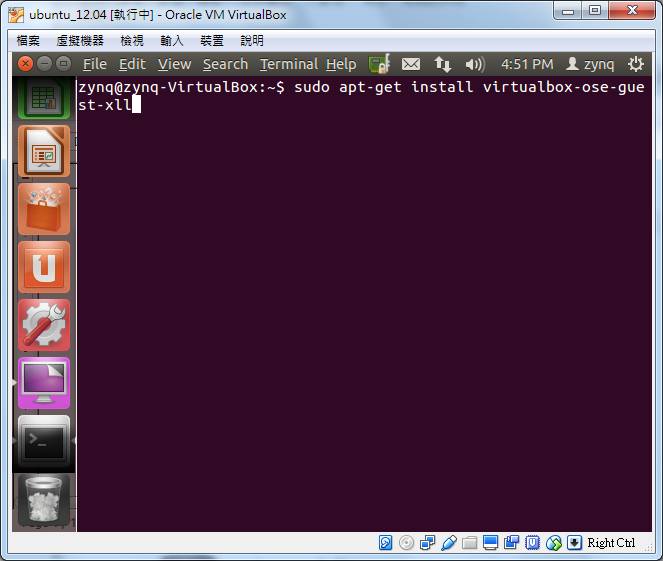 ubuntu_12.04 [執行中] - Oracle VM VirtualBox
檔案 虛擬機器 檢視 輸入 裝置 說明
File Edit View Search Terminal Help 4:51 PM zynq
zynq@zynq-VirtualBox:~$ sudo apt-get install virtualbox-ose-gue
st-xll
Right Ctrl